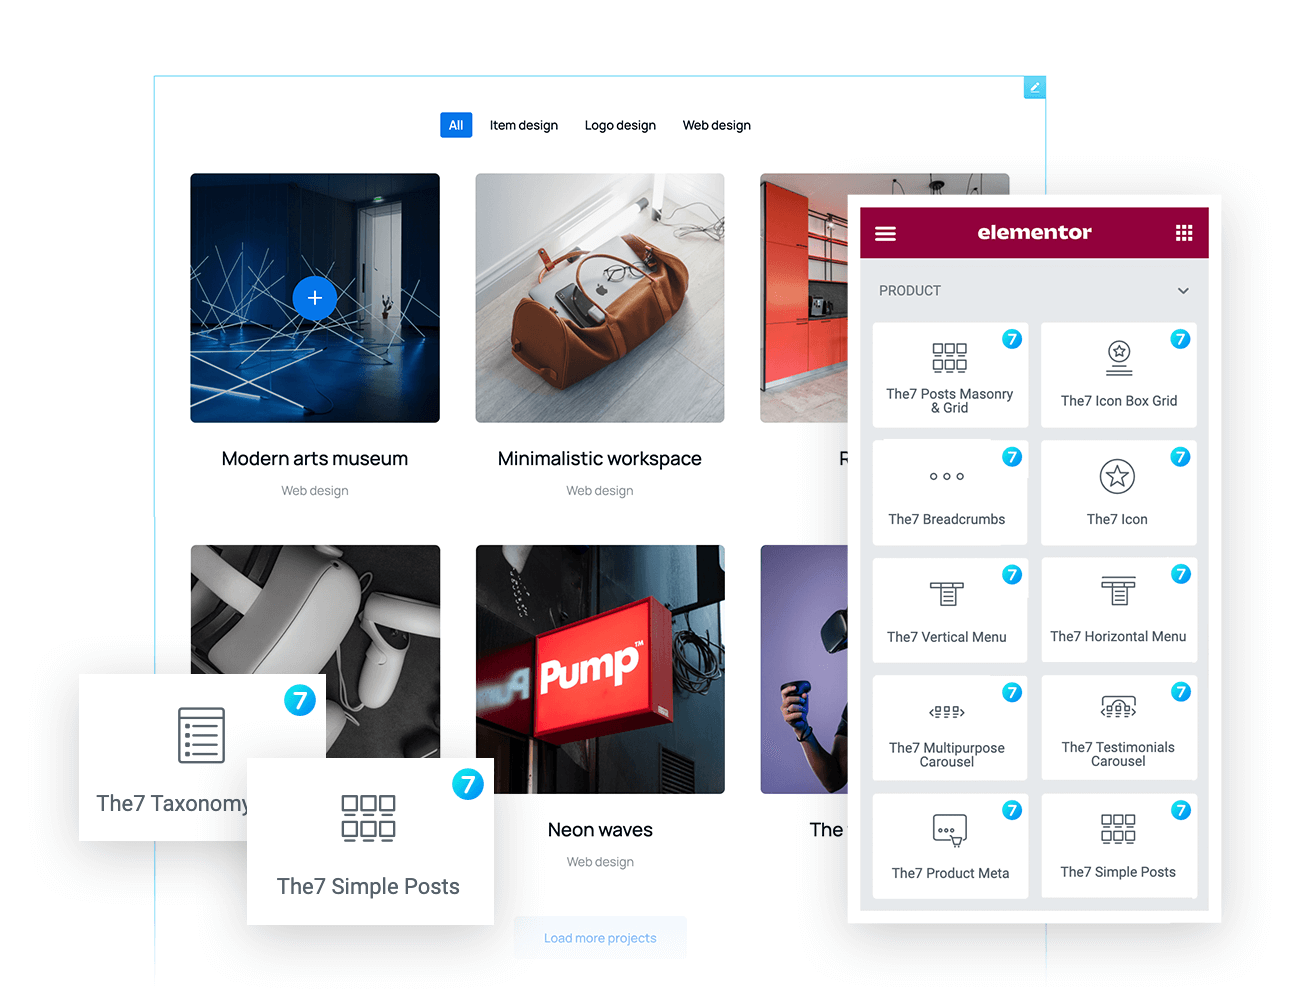 All
Item design
Logo design
Web design
Modern arts museum
Web design
Minimalistic workspace
Web design
R
Pump™
Neon waves
Web design
The
Load more projects
7
The7 Taxonomy
7
The7 Simple Posts
elementor
PRODUCT
7
The7 Posts Masonry
& Grid
7
The7 Icon Box Grid
7
The7 Breadcrumbs
7
The7 Icon
7
The7 Vertical Menu
7
The7 Horizontal Menu
7
The7 Multipurpose
Carousel
7
The7 Testimonials
Carousel
7
The7 Product Meta
7
The7 Simple Posts